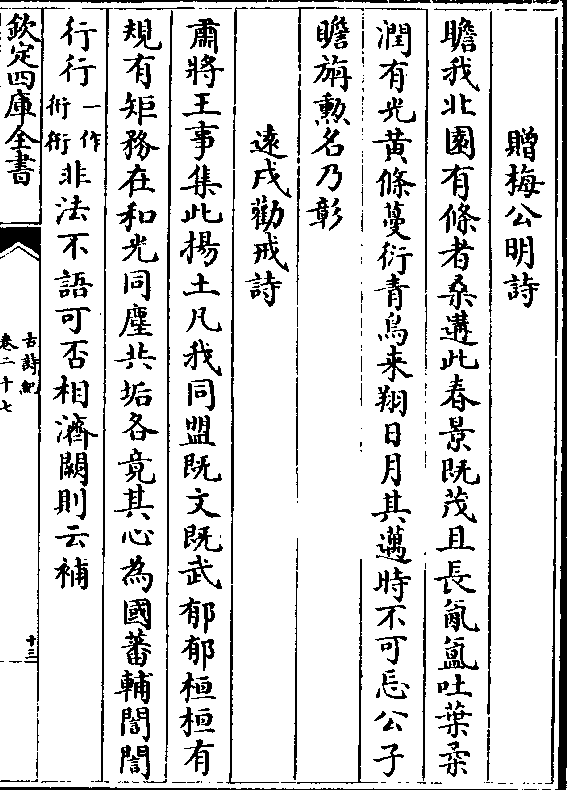 贈梅公明詩
瞻我北園有條者桑遘此春景既茂且長氤氲吐葉柔
潤有光黄條蔓衍青鳥来翔日月其邁時不可忘公子
瞻旃勲名乃彰
遠戍勸戒詩
肅將王事集此揚土凡我同盟既文既武郁郁桓桓有
規有矩務在和光同塵共垢各竟其心為國蕃輔誾誾
行行一作衎衎非法不語可否相濟闕則云補
欽定四庫全書
古詩紀
卷二十七
十三